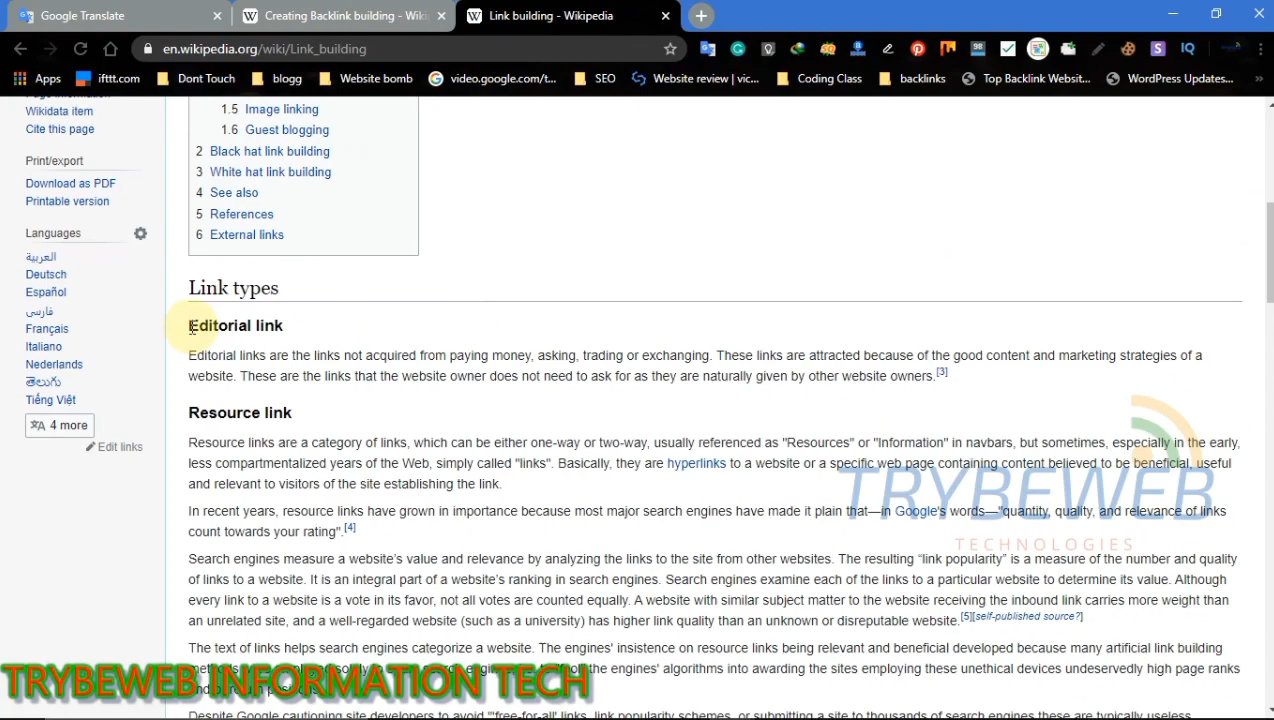 Google Translate
Creating Backlink building - Wiki
Link building - Wikipedia
en.wikipedia.org/wiki/Link_building
98
S
IQ
Apps
ifttt.com
Dont Touch
blogg
Website bomb
video.google.com/t...
SEO
Website review | vic...
Coding Class
backlinks
Top Backlink Websit...
WordPress Updates...
»
Page information
Wikidata item
Cite this page
Print/export
Download as PDF
Printable version
Languages
العربية
Deutsch
Español
فارسی
Français
Italiano
Nederlands
తెలుగు
Tiếng Việt
4 more
Edit links
1.5 Image linking
1.6 Guest blogging
2 Black hat link building
3 White hat link building
4 See also
5 References
6 External links
Link types
Editorial link
Editorial links are the links not acquired from paying money, asking, trading or exchanging. These links are attracted because of the good content and marketing strategies of a
website. These are the links that the website owner does not need to ask for as they are naturally given by other website owners.[3]
Resource link
Resource links are a category of links, which can be either one-way or two-way, usually referenced as "Resources" or "Information" in navbars, but sometimes, especially in the early,
less compartmentalized years of the Web, simply called "links". Basically, they are hyperlinks to a website or a specific web page containing content believed to be beneficial, useful
and relevant to visitors of the site establishing the link.
In recent years, resource links have grown in importance because most major search engines have made it plain that—in Google's words—"quantity, quality, and relevance of links
count towards your rating".[4]
Search engines measure a website's value and relevance by analyzing the links to the site from other websites. The resulting “link popularity” is a measure of the number and quality
of links to a website. It is an integral part of a website's ranking in search engines. Search engines examine each of the links to a particular website to determine its value. Although
every link to a website is a vote in its favor, not all votes are counted equally. A website with similar subject matter to the website receiving the inbound link carries more weight than
an unrelated site, and a well-regarded website (such as a university) has higher link quality than an unknown or disreputable website.[5][self-published source?]
The text of links helps search engines categorize a website. The engines' insistence on resource links being relevant and beneficial developed because many artificial link building
the engines' algorithms into awarding the sites employing these unethical devices undeservedly high page ranks
Despite Google cautioning site developers to avoid "'free-for-all' links, link popularity schemes, or submitting a site to thousands of search engines these are typically useless
TRYBEWEB
TECHNOLOGIES
TRYBEWEB INFORMATION TECH